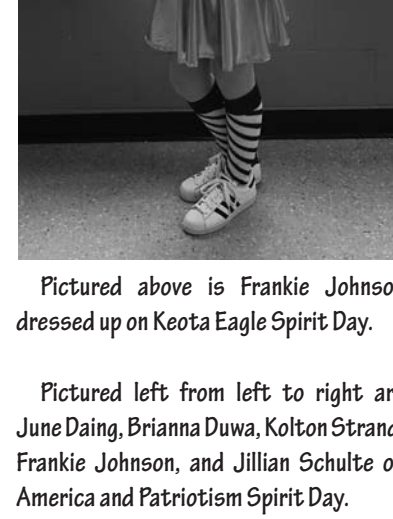 Pictured above is Frankie Johnso
dressed up on Keota Eagle Spirit Day.
Pictured left from left to right ar
June Daing, Brianna Duwa, Kolton Strand
Frankie Johnson, and Jillian Schulte o
America and Patriotism Spirit Day.